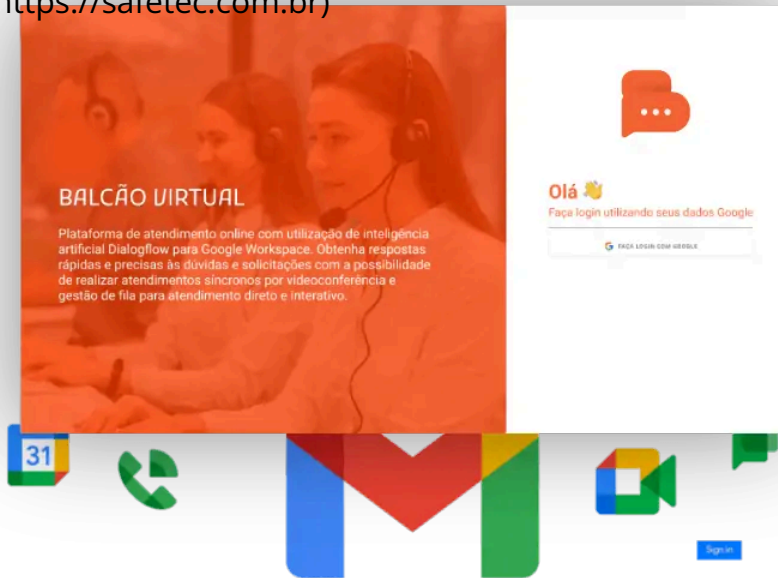 https://safetec.com.br)
BALCÃO VIRTUAL
Plataforma de atendimento online com utilização de inteligência
artificial Dialogflow para Google Workspace. Obtenha respostas
rápidas e precisas às dúvidas e solicitações com a possibilidade
de realizar atendimentos síncronos por videoconferência e
gestão de fila para atendimento direto e interativo.
Olá 👋
Faça login utilizando seus dados Google
FAÇA LOGIN COM GOOGLE
31
Sign in